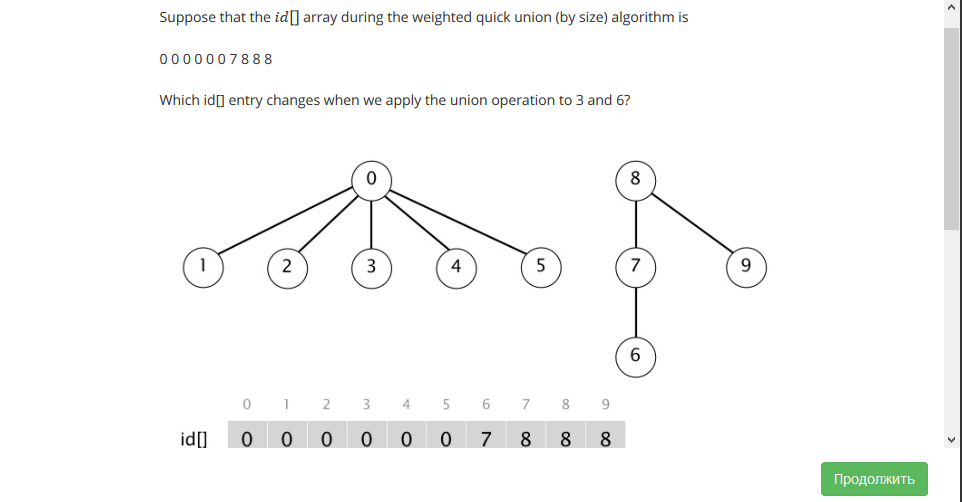 Suppose that the id[] array during the weighted quick union (by size) algorithm is
0 0 0 0 0 0 7 8 8 8
Which id[] entry changes when we apply the union operation to 3 and 6?
0 8
1 2 3 4 5 7 9
6
0 1 2 3 4 5 6 7 8 9
id[] 0 0 0 0 0 0 7 8 8 8
Продолжить